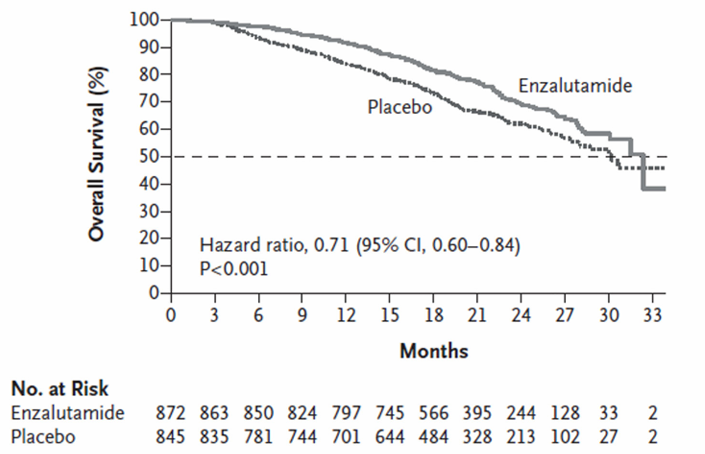 100
90
80
70
60
50
40
30
20
10
0
Overall Survival (%)
Enzalutamide
Placebo
Hazard ratio, 0.71 (95% CI, 0.60–0.84)
P<0.001
0 3 6 9 12 15 18 21 24 27 30 33
Months
No. at Risk
Enzalutamide 872 863 850 824 797 745 566 395 244 128 33 2
Placebo 845 835 781 744 701 644 484 328 213 102 27 2